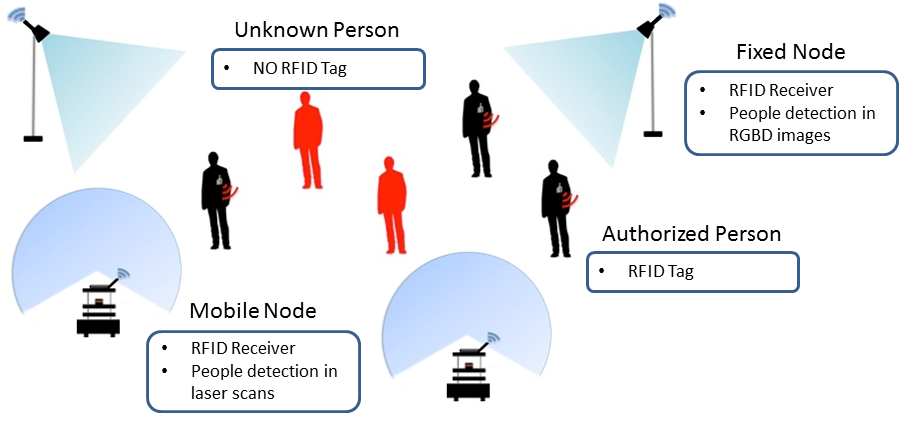 Unknown Person
• NO RFID Tag
Fixed Node
• RFID Receiver
• People detection in
RGBD images
Authorized Person
• RFID Tag
Mobile Node
• RFID Receiver
• People detection in
laser scans